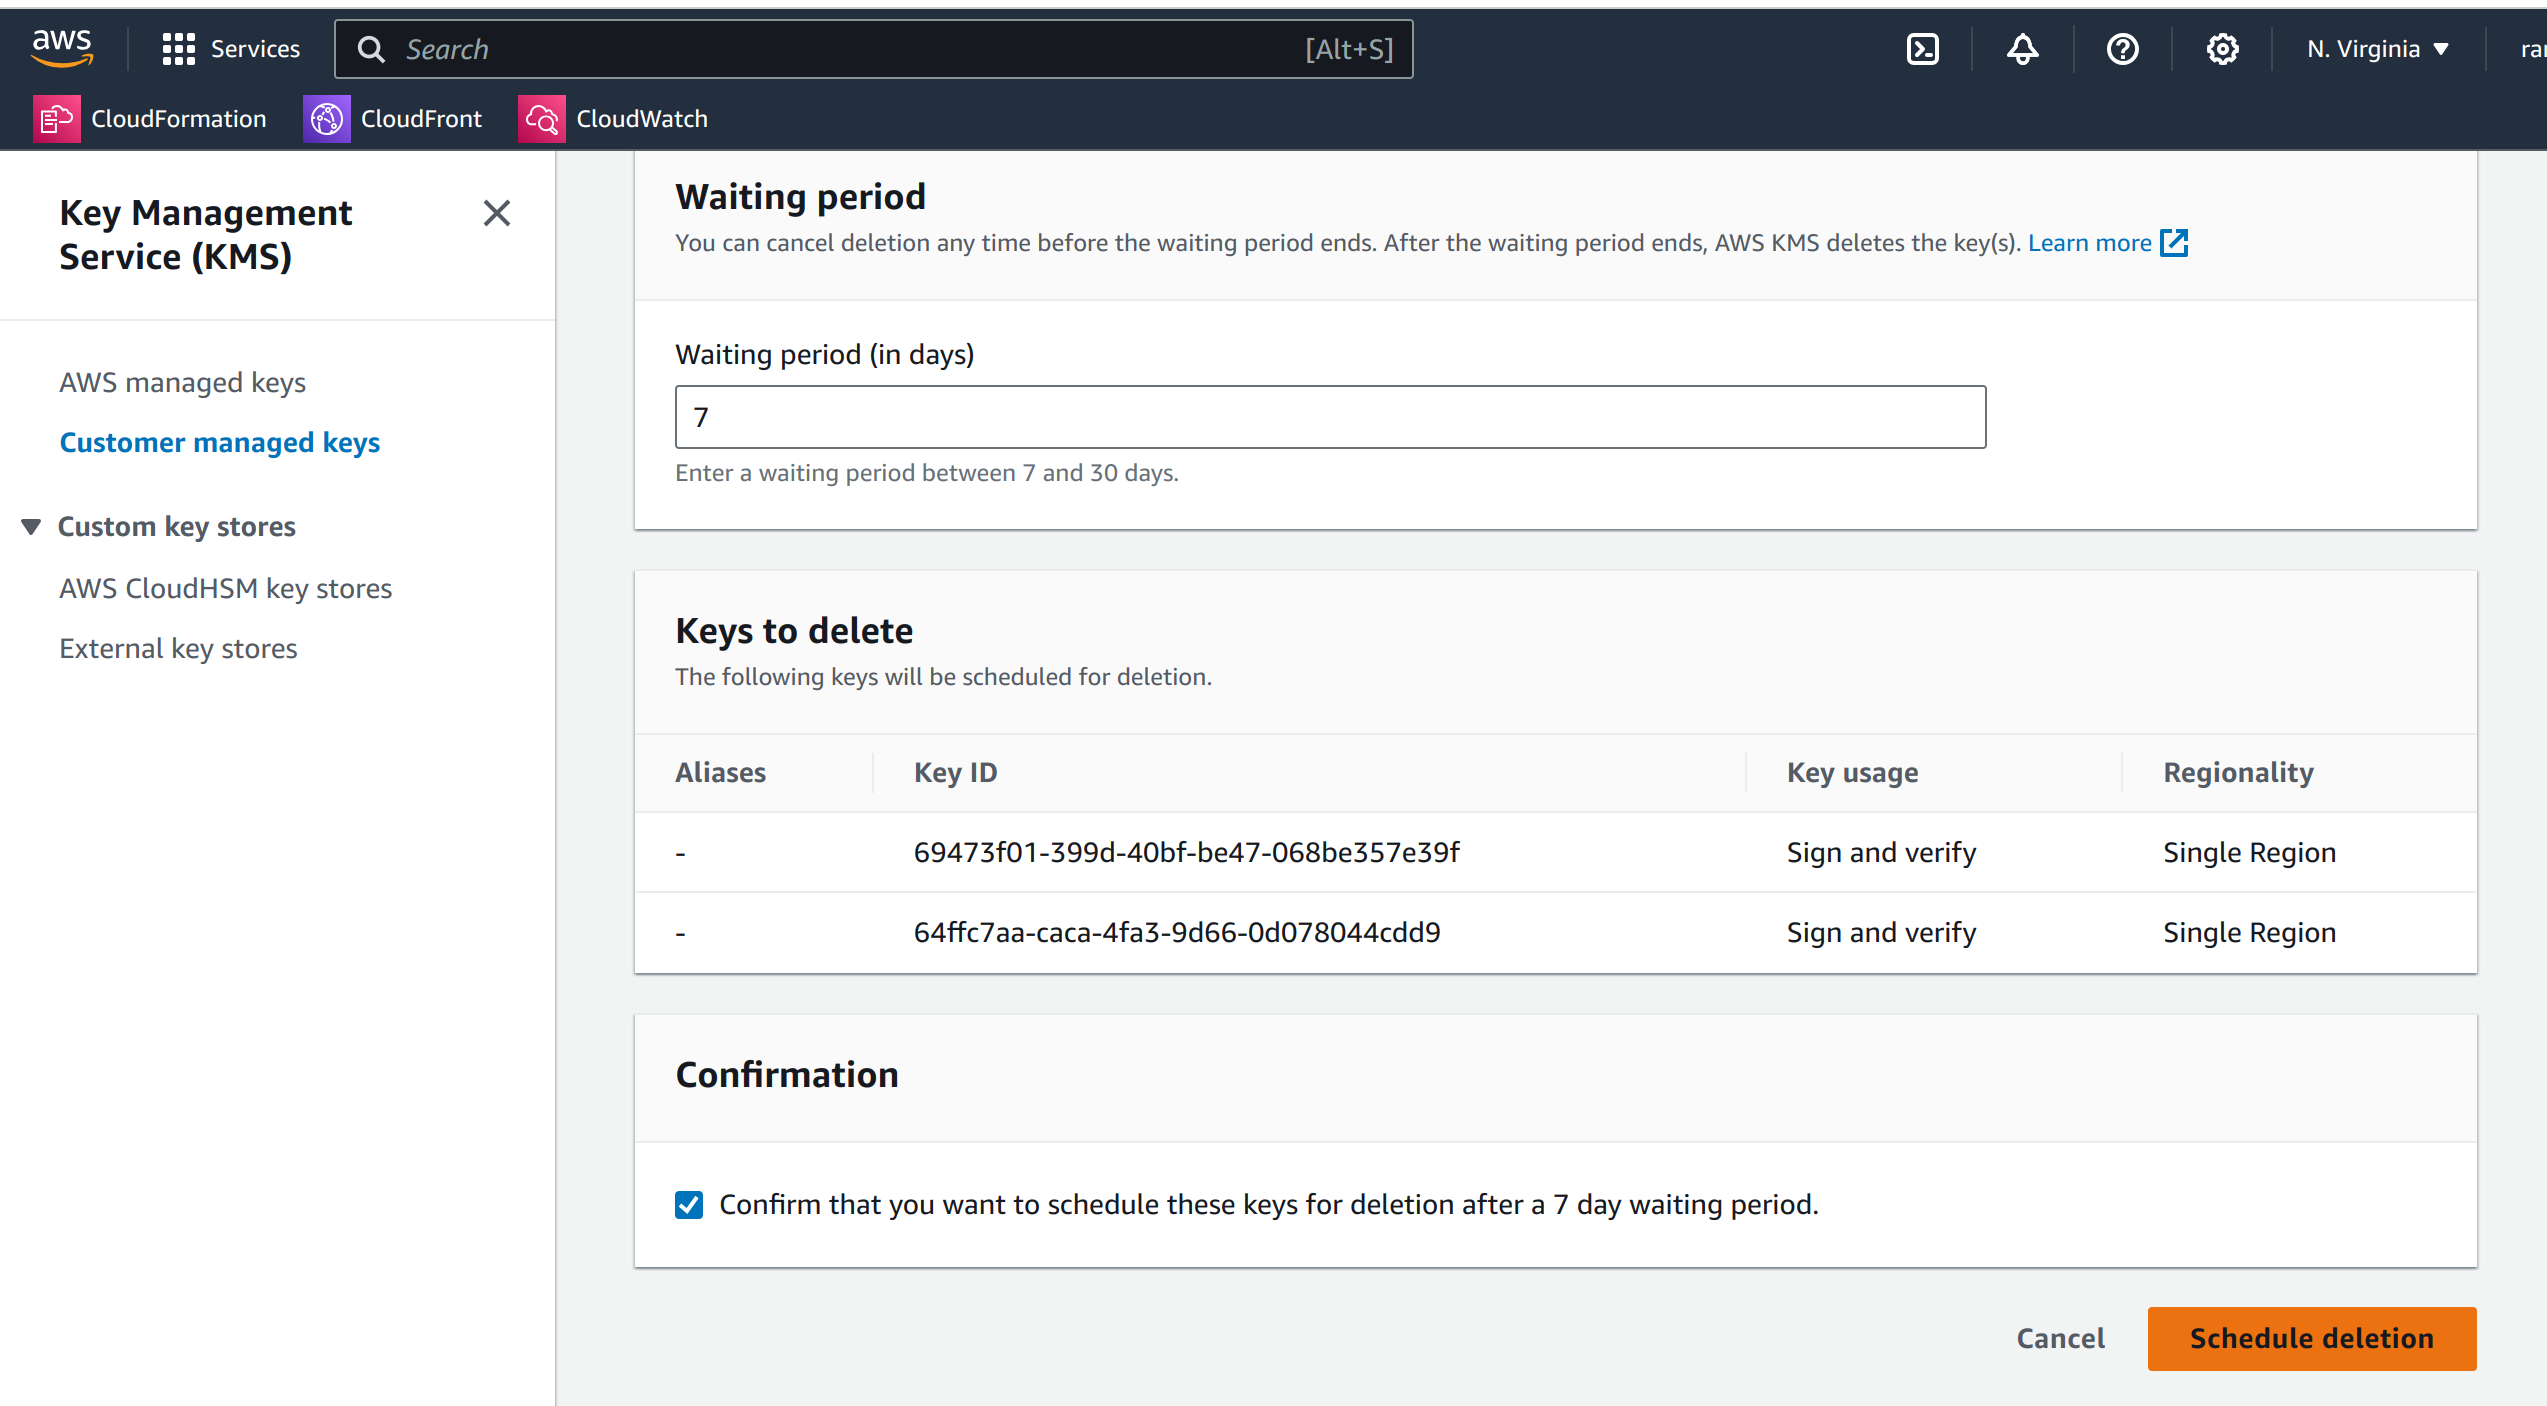 aws
Services
Search
[Alt+S]
N. Virginia
CloudFormation
CloudFront
CloudWatch
Key Management
Service (KMS)
AWS managed keys
Customer managed keys
Custom key stores
AWS CloudHSM key stores
External key stores
Waiting period
You can cancel deletion any time before the waiting period ends. After the waiting period ends, AWS KMS deletes the key(s). Learn more
Waiting period (in days)
7
Enter a waiting period between 7 and 30 days.
Keys to delete
The following keys will be scheduled for deletion.
Aliases Key ID Key usage Regionality
- 69473f01-399d-40bf-be47-068be357e39f Sign and verify Single Region
- 64ffc7aa-caca-4fa3-9d66-0d078044cdd9 Sign and verify Single Region
Confirmation
Confirm that you want to schedule these keys for deletion after a 7 day waiting period.
Cancel
Schedule deletion